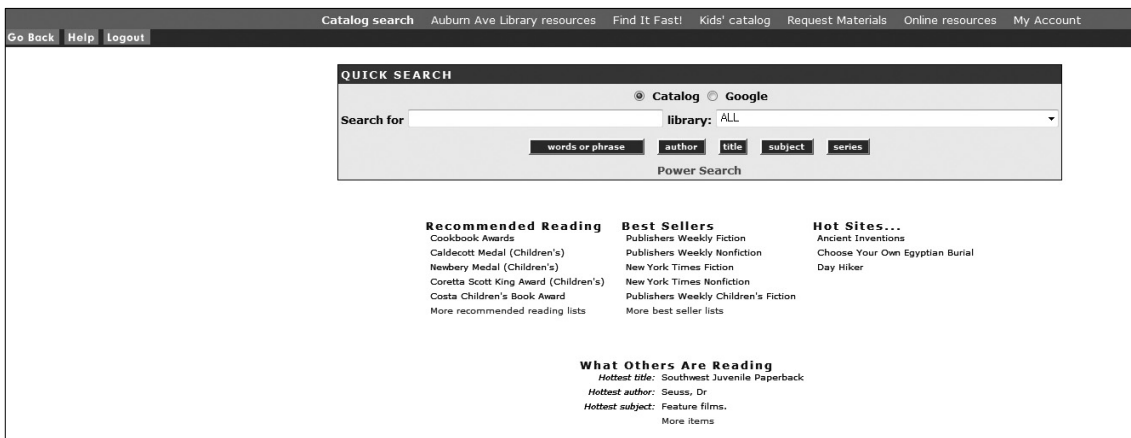 Catalog search Auburn Ave Library resources Find It Fast! Kids' catalog Request Materials Online resources My Account
Go Back Help Logout
QUICK SEARCH
Catalog Google
Search for library: ALL
words or phrase author title subject series
Power Search
Recommended Reading
Cookbook Awards
Caldecott Medal (Children's)
Newbery Medal (Children's)
Coretta Scott King Award (Children's)
Costa Children's Book Award
More recommended reading lists
Best Sellers
Publishers Weekly Fiction
Publishers Weekly Nonfiction
New York Times Fiction
New York Times Nonfiction
Publishers Weekly Children's Fiction
More best seller lists
Hot Sites...
Ancient Inventions
Choose Your Own Egyptian Burial
Day Hiker
What Others Are Reading
Hottest title: Southwest Juvenile Paperback
Hottest author: Seuss, Dr
Hottest subject: Feature films.
More items